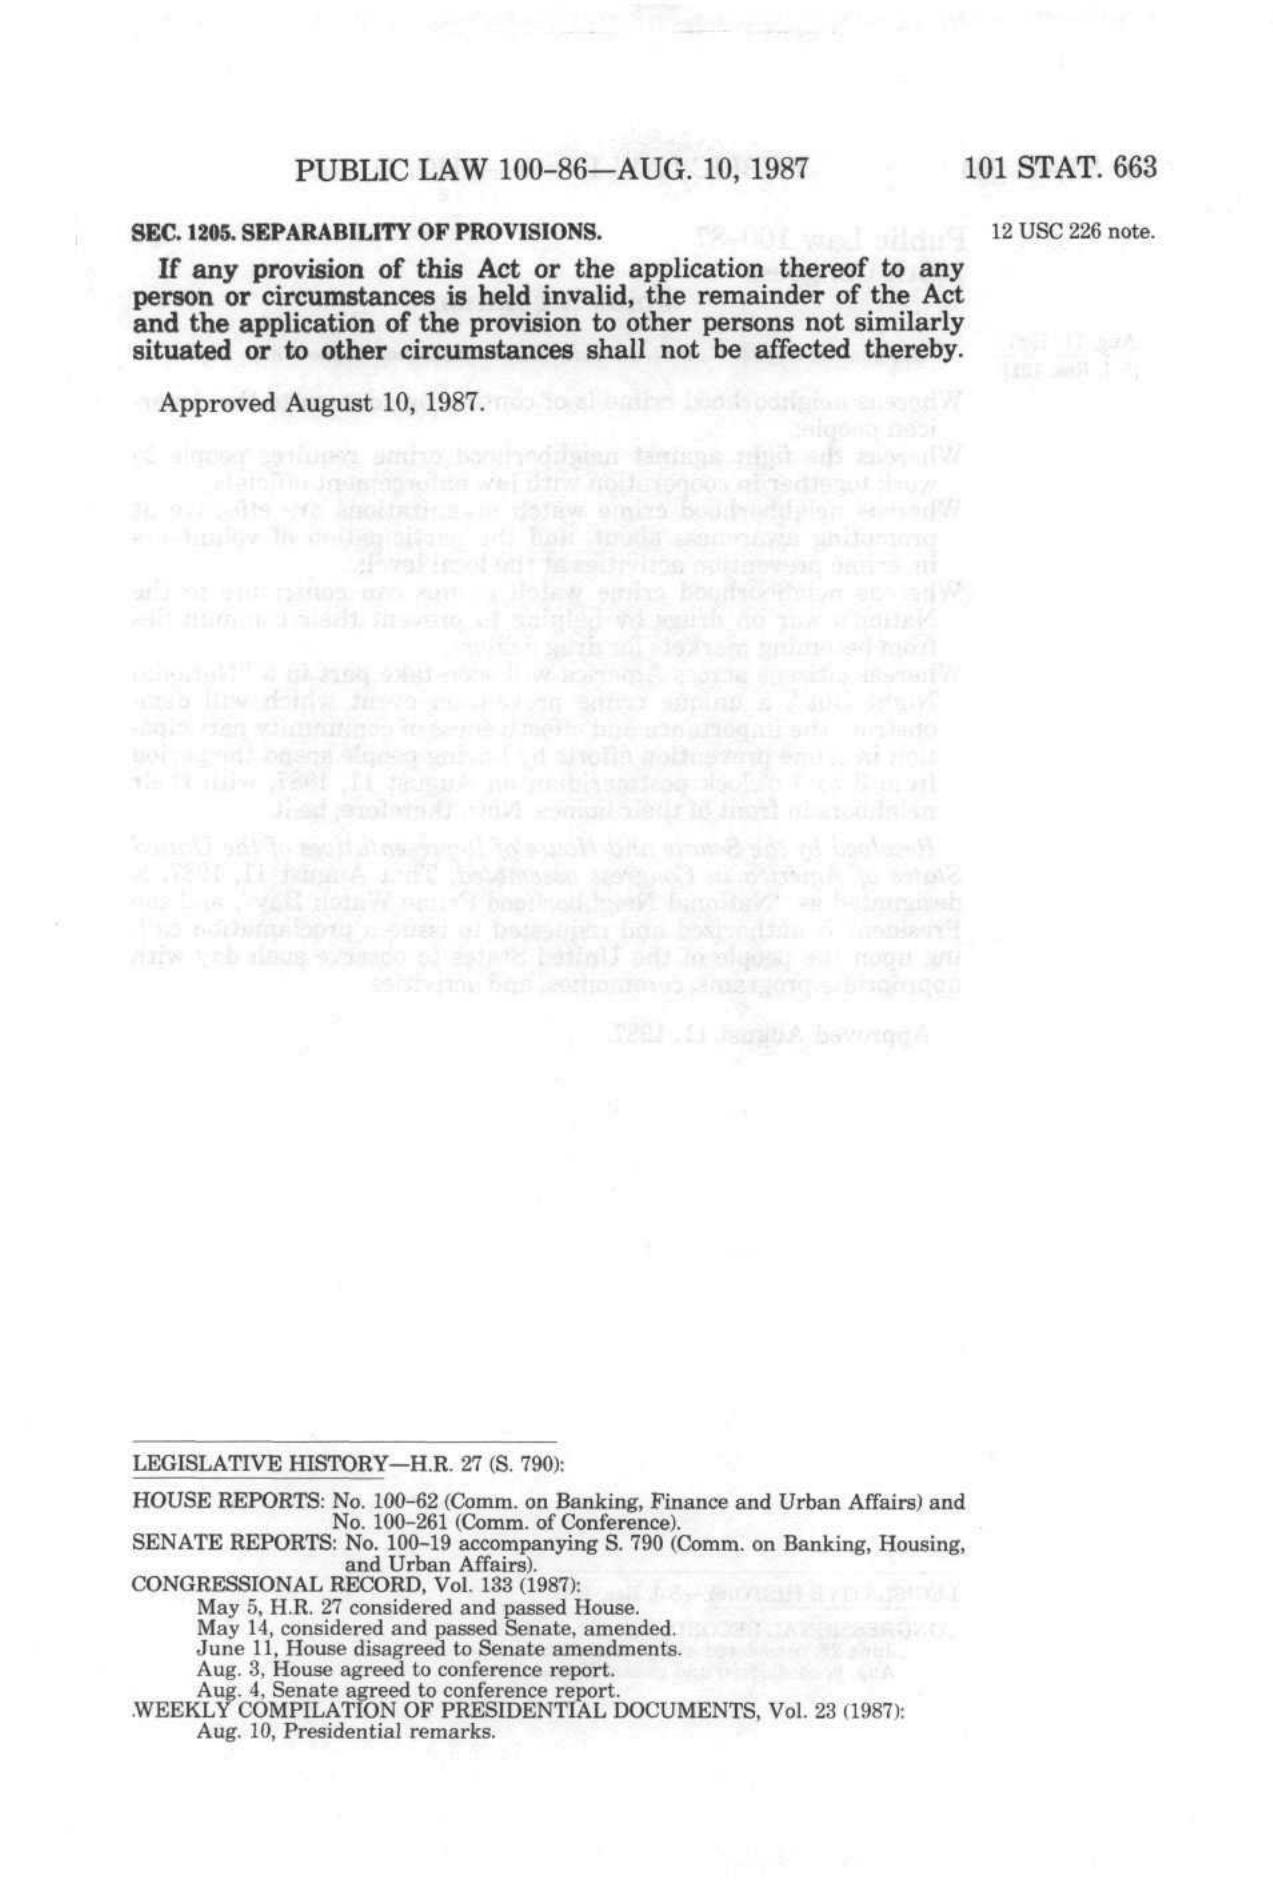 PUBLIC LAW 100-86—AUG. 10, 1987 101 STAT. 663
SEC. 1205. SEPARABILITY OF PROVISIONS. 12 USC 226 note.
If any provision of this Act or the application thereof to any
person or circumstances is held invalid, the remainder of the Act
and the application of the provision to other persons not similarly
situated or to other circumstances shall not be affected thereby.
Approved August 10, 1987.
LEGISLATIVE HISTORY—H.R. 27 (S. 790):
HOUSE REPORTS: No. 100-62 (Comm. on Banking, Finance and Urban Affairs) and
No. 100-261 (Comm. of Conference).
SENATE REPORTS: No. 100-19 accompanying S. 790 (Comm. on Banking, Housing,
and Urban Affairs).
CONGRESSIONAL RECORD, Vol. 133 (1987):
May 5, H.R. 27 considered and passed House.
May 14, considered and passed Senate, amended.
June 11, House disagreed to Senate amendments.
Aug. 3, House agreed to conference report.
Aug. 4, Senate agreed to conference report.
WEEKLY COMPILATION OF PRESIDENTIAL DOCUMENTS, Vol. 23 (1987):
Aug. 10, Presidential remarks.